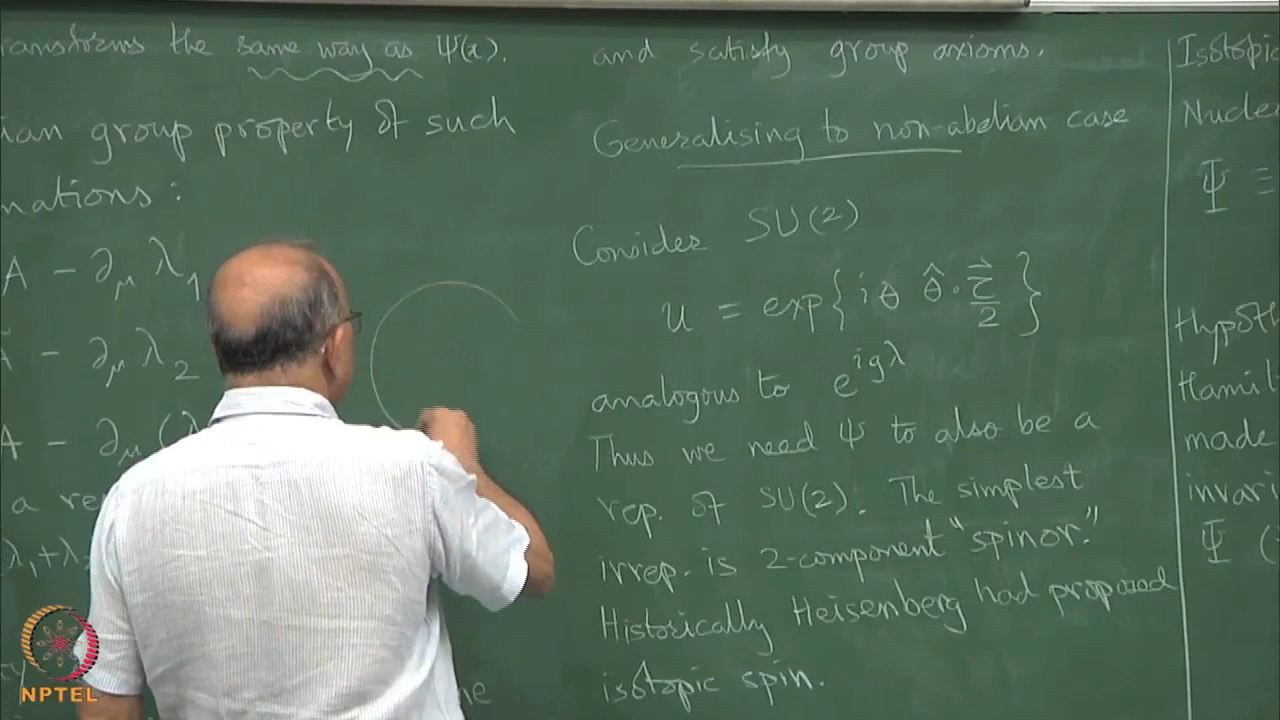 transforms the same way as Ψ(x).
ian group property of such
mations :
A − ∂μ λ1
A − ∂μ λ2
A − ∂μ (λ
a re
λ1+λ
and satisfy group axioms.
Generalising to non-abelian case
Consider SU(2)
u = exp{ i θ θ̂ · τ⃗/2 }
analogous to e^{igλ}
Thus we need ψ to also be a
rep. of SU(2). The simplest
irrep. is 2-component "spinor."
Historically Heisenberg had proposed
isotopic spin.
Isotopic
Nucle
Ψ ≡
Hypoth
Hamil
made
invari
Ψ (
NPTEL